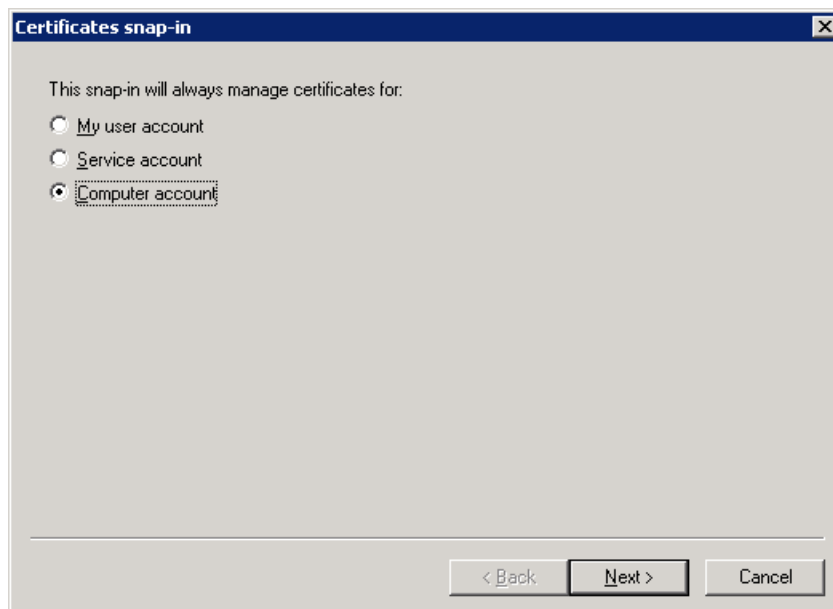 Certificates snap-in
This snap-in will always manage certificates for:
My user account
Service account
Computer account
< Back Next > Cancel